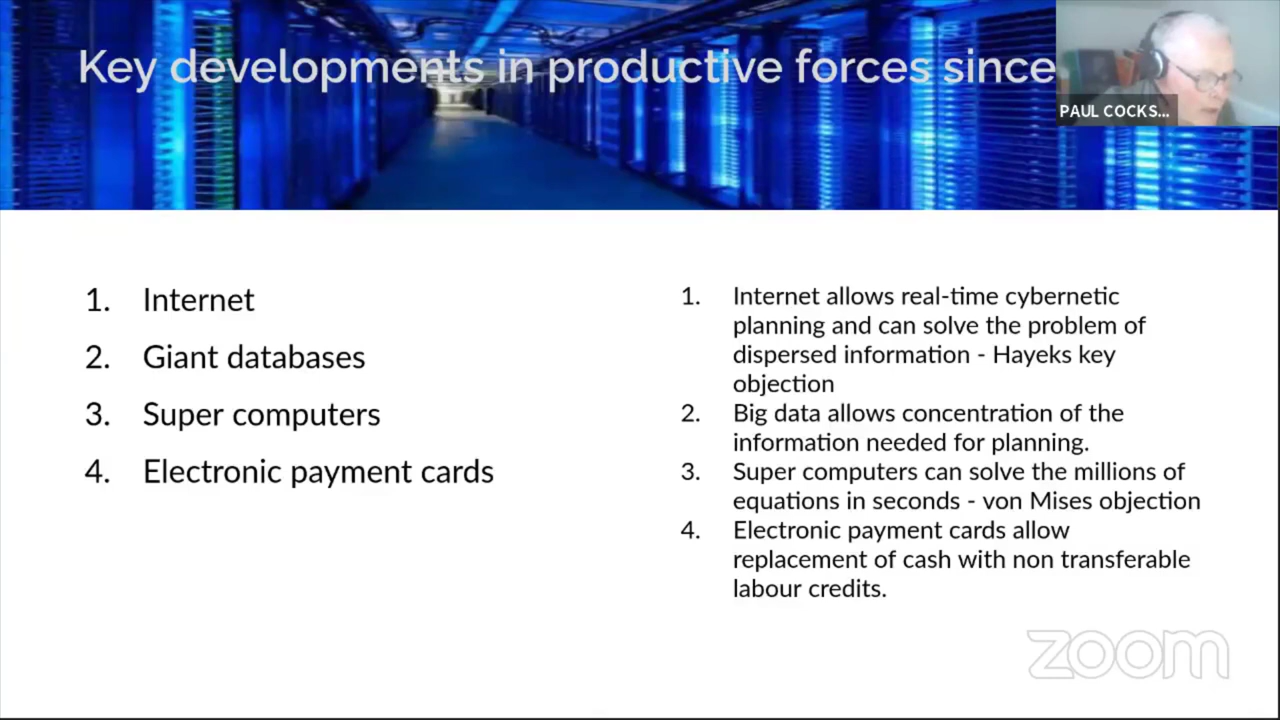 Key developments in productive forces since
PAUL COCKS...
1. Internet
2. Giant databases
3. Super computers
4. Electronic payment cards
1. Internet allows real-time cybernetic
planning and can solve the problem of
dispersed information - Hayeks key
objection
2. Big data allows concentration of the
information needed for planning.
3. Super computers can solve the millions of
equations in seconds - von Mises objection
4. Electronic payment cards allow
replacement of cash with non transferable
labour credits.
zoom